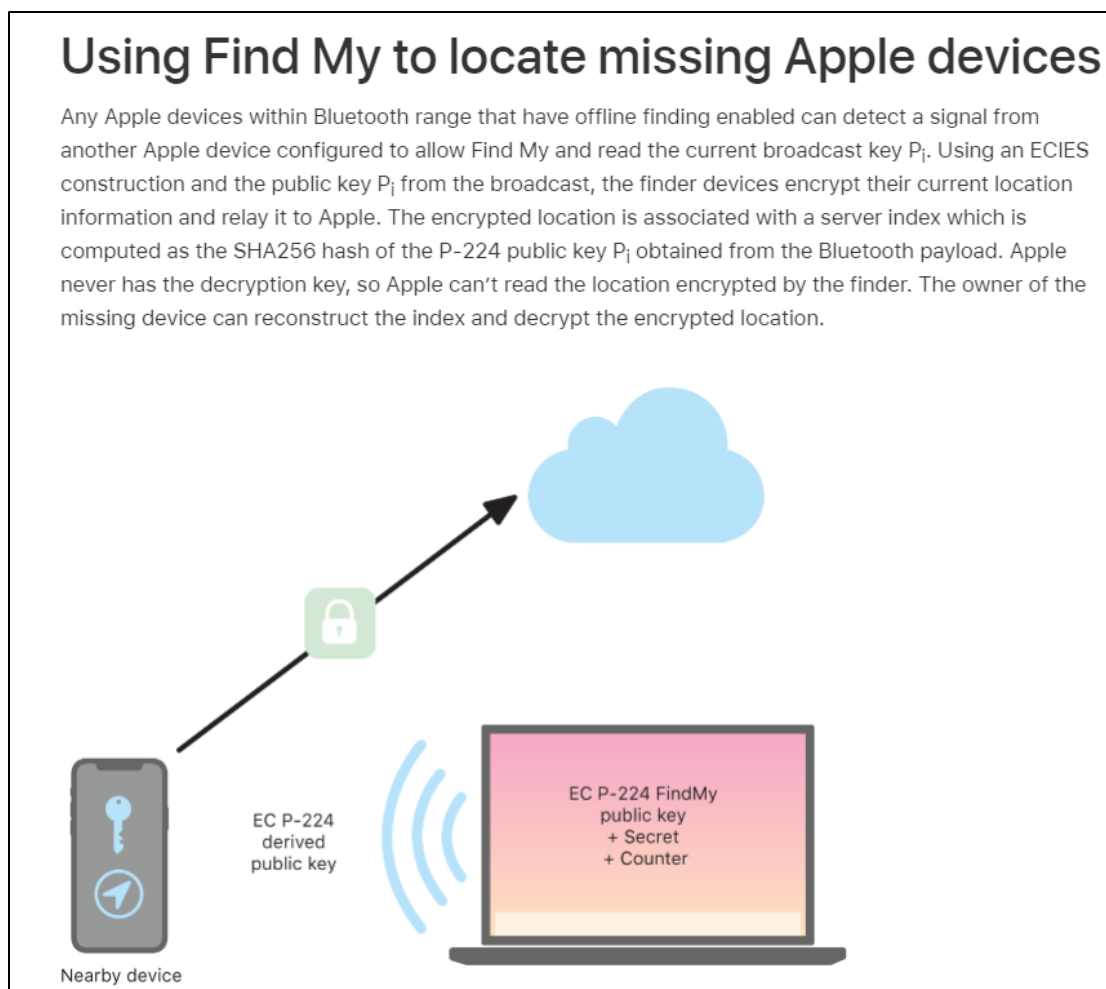 Using Find My to locate missing Apple devices
Any Apple devices within Bluetooth range that have offline finding enabled can detect a signal from
another Apple device configured to allow Find My and read the current broadcast key Pᵢ. Using an ECIES
construction and the public key Pᵢ from the broadcast, the finder devices encrypt their current location
information and relay it to Apple. The encrypted location is associated with a server index which is
computed as the SHA256 hash of the P-224 public key Pᵢ obtained from the Bluetooth payload. Apple
never has the decryption key, so Apple can’t read the location encrypted by the finder. The owner of the
missing device can reconstruct the index and decrypt the encrypted location.
EC P-224
derived
public key
EC P-224 FindMy
public key
+ Secret
+ Counter
Nearby device